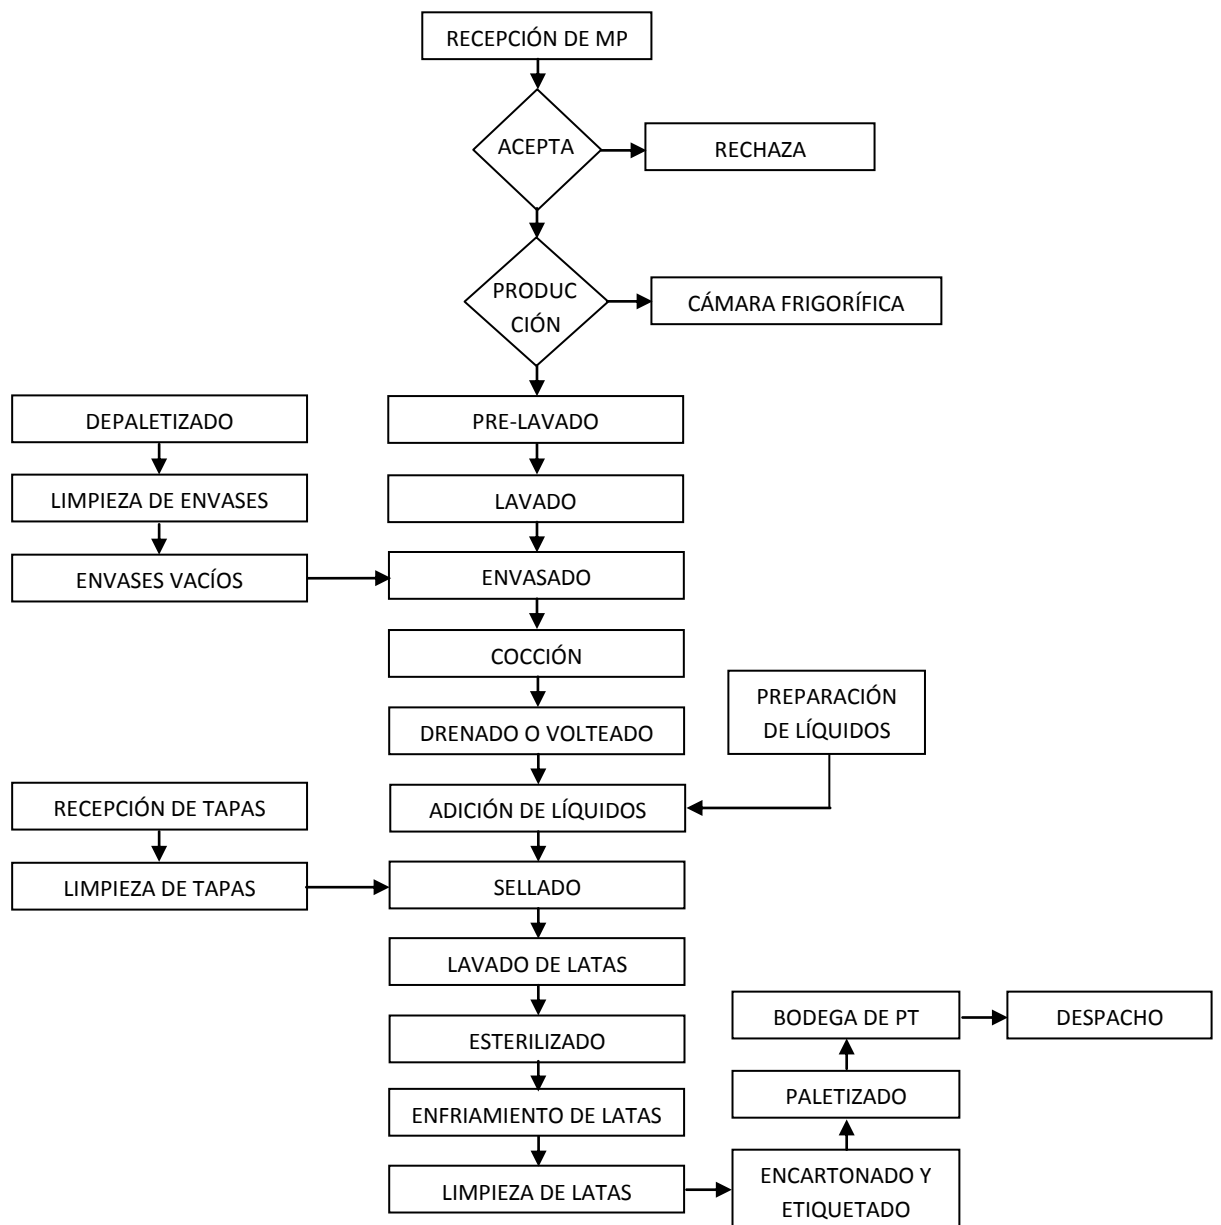 RECEPCIÓN DE MP
ACEPTA
RECHAZA
PRODUC
CIÓN
CÁMARA FRIGORÍFICA
DEPALETIZADO
PRE-LAVADO
LIMPIEZA DE ENVASES
LAVADO
ENVASES VACÍOS
ENVASADO
COCCIÓN
PREPARACIÓN
DE LÍQUIDOS
DRENADO O VOLTEADO
RECEPCIÓN DE TAPAS
ADICIÓN DE LÍQUIDOS
LIMPIEZA DE TAPAS
SELLADO
LAVADO DE LATAS
BODEGA DE PT
DESPACHO
ESTERILIZADO
PALETIZADO
ENFRIAMIENTO DE LATAS
LIMPIEZA DE LATAS
ENCARTONADO Y
ETIQUETADO